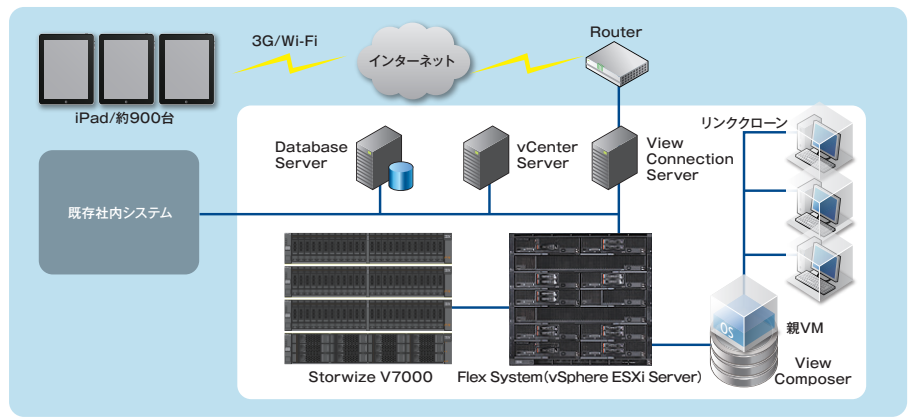 3G/Wi-Fi
インターネット
Router
iPad/約900台
Database
Server
vCenter
Server
View
Connection
Server
リンククローン
既存社内システム
OS
親VM
Storwize V7000
Flex System(vSphere ESXi Server)
View
Composer